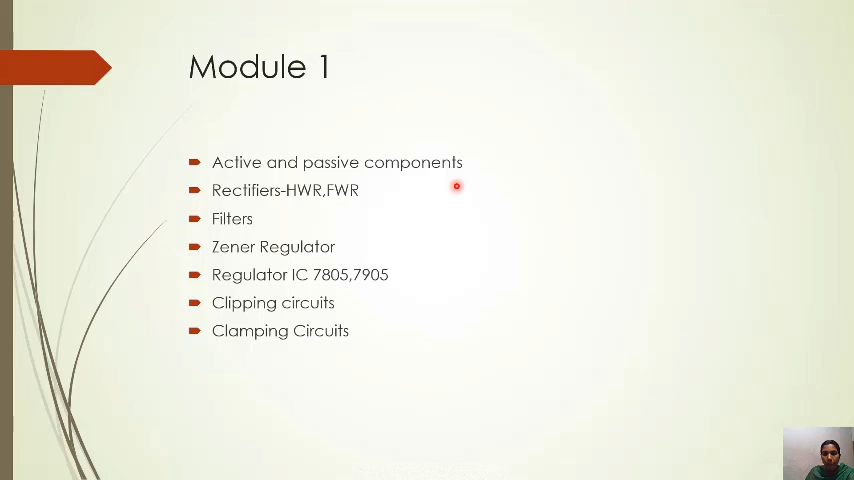 Module 1
Active and passive components
Rectifiers-HWR,FWR
Filters
Zener Regulator
Regulator IC 7805,7905
Clipping circuits
Clamping Circuits